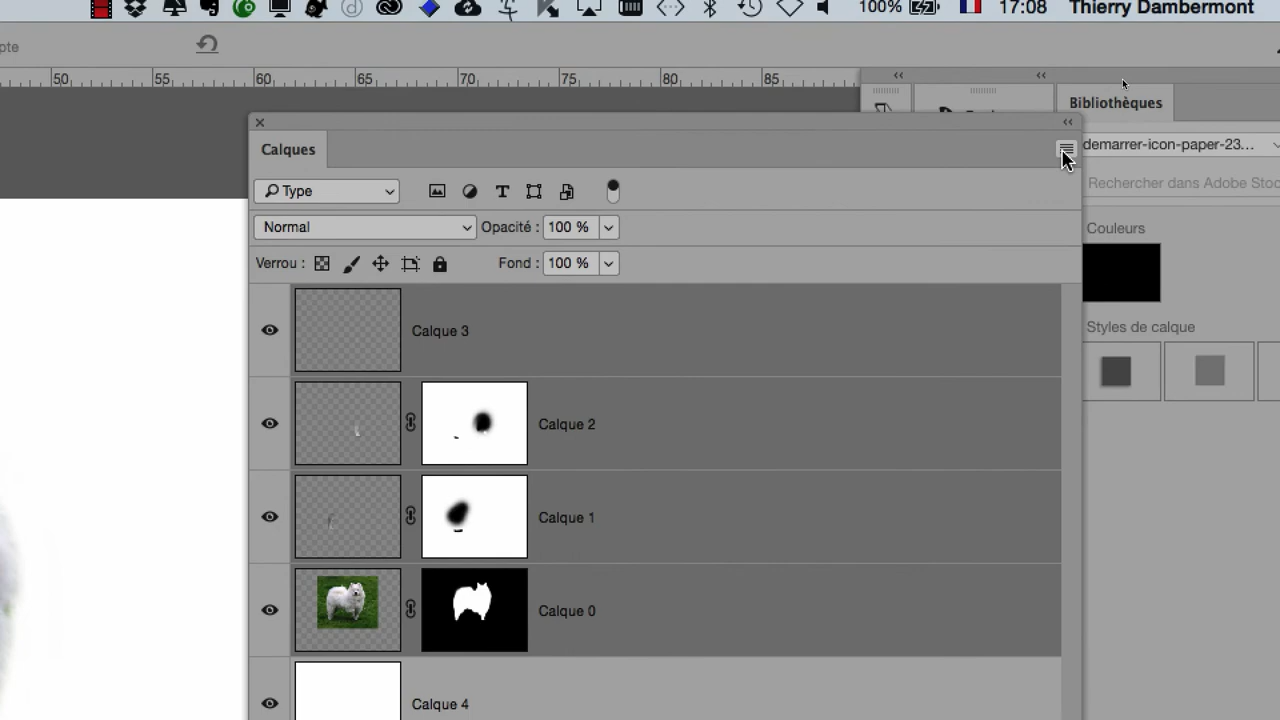 100% 17:08 Thierry Dambermont
pte
50 55 60 65 70 75 80 85
Bibliothèques
Calques
demarrer-icon-paper-23...
Type
Rechercher dans Adobe Stoc
Normal Opacité : 100 %
Couleurs
Verrou : Fond : 100 %
Calque 3
Styles de calque
Calque 2
Calque 1
Calque 0
Calque 4